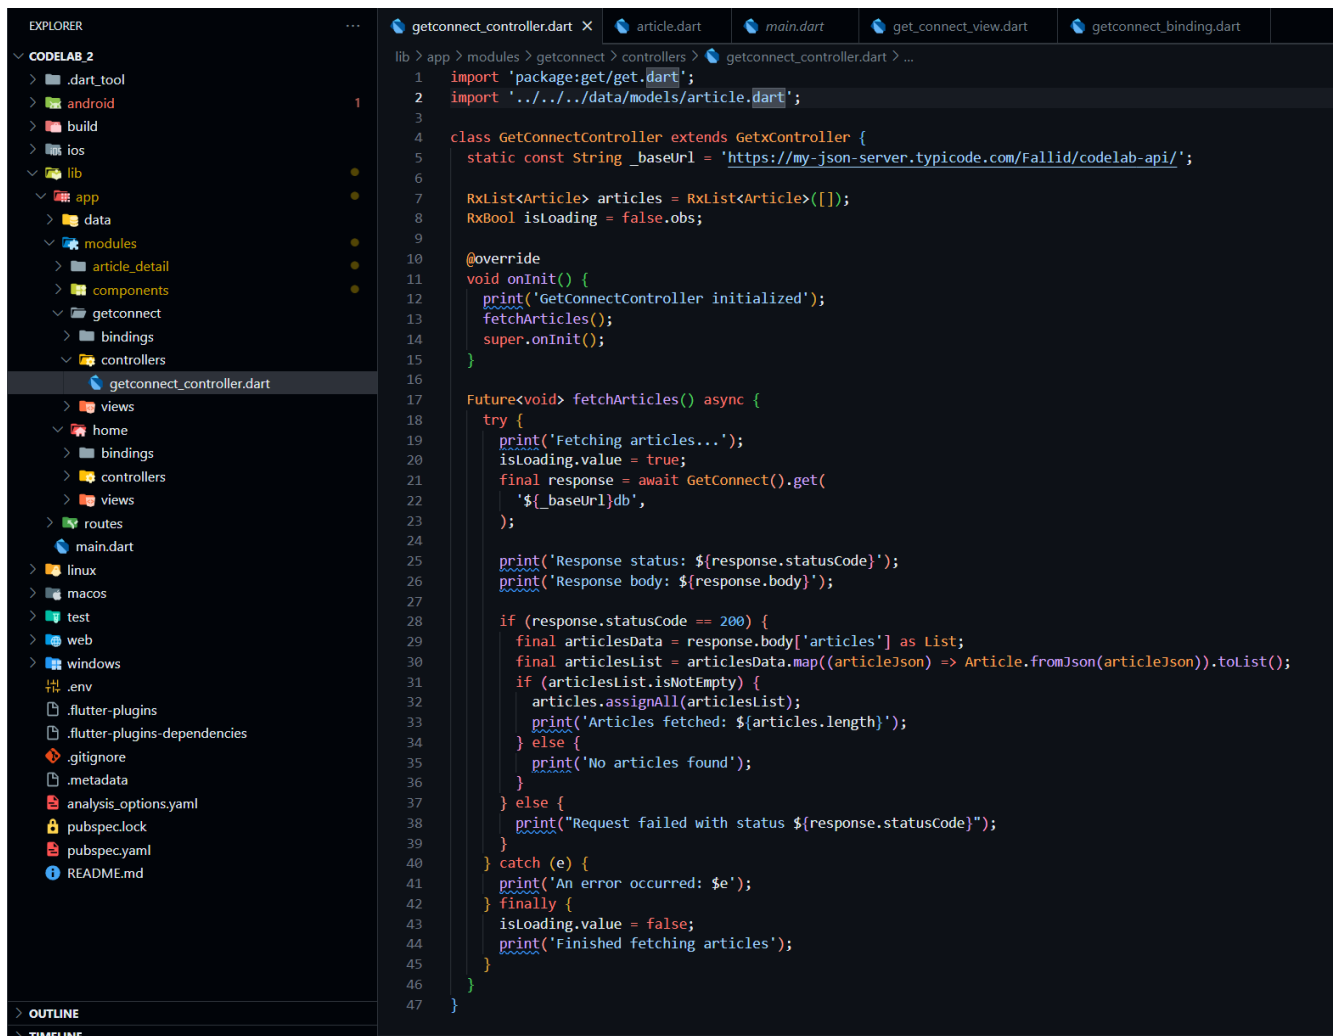 EXPLORER
CODELAB_2
.dart_tool
android 1
build
ios
lib
app
data
modules
article_detail
components
getconnect
bindings
controllers
getconnect_controller.dart
views
home
bindings
controllers
views
routes
main.dart
linux
macos
test
web
windows
.env
.flutter-plugins
.flutter-plugins-dependencies
.gitignore
.metadata
analysis_options.yaml
pubspec.lock
pubspec.yaml
README.md
OUTLINE
TIMELINE
getconnect_controller.dart article.dart main.dart get_connect_view.dart getconnect_binding.dart
lib > app > modules > getconnect > controllers > getconnect_controller.dart > ...
1 import 'package:get/get.dart';
2 import '../../../data/models/article.dart';
3
4 class GetConnectController extends GetxController {
5 static const String _baseUrl = 'https://my-json-server.typicode.com/Fallid/codelab-api/';
6
7 RxList<Article> articles = RxList<Article>([]);
8 RxBool isLoading = false.obs;
9
10 @override
11 void onInit() {
12 print('GetConnectController initialized');
13 fetchArticles();
14 super.onInit();
15 }
16
17 Future<void> fetchArticles() async {
18 try {
19 print('Fetching articles...');
20 isLoading.value = true;
21 final response = await GetConnect().get(
22 '${_baseUrl}db',
23 );
24
25 print('Response status: ${response.statusCode}');
26 print('Response body: ${response.body}');
27
28 if (response.statusCode == 200) {
29 final articlesData = response.body['articles'] as List;
30 final articlesList = articlesData.map((articleJson) => Article.fromJson(articleJson)).toList();
31 if (articlesList.isNotEmpty) {
32 articles.assignAll(articlesList);
33 print('Articles fetched: ${articles.length}');
34 } else {
35 print('No articles found');
36 }
37 } else {
38 print("Request failed with status ${response.statusCode}");
39 }
40 } catch (e) {
41 print('An error occurred: $e');
42 } finally {
43 isLoading.value = false;
44 print('Finished fetching articles');
45 }
46 }
47 }